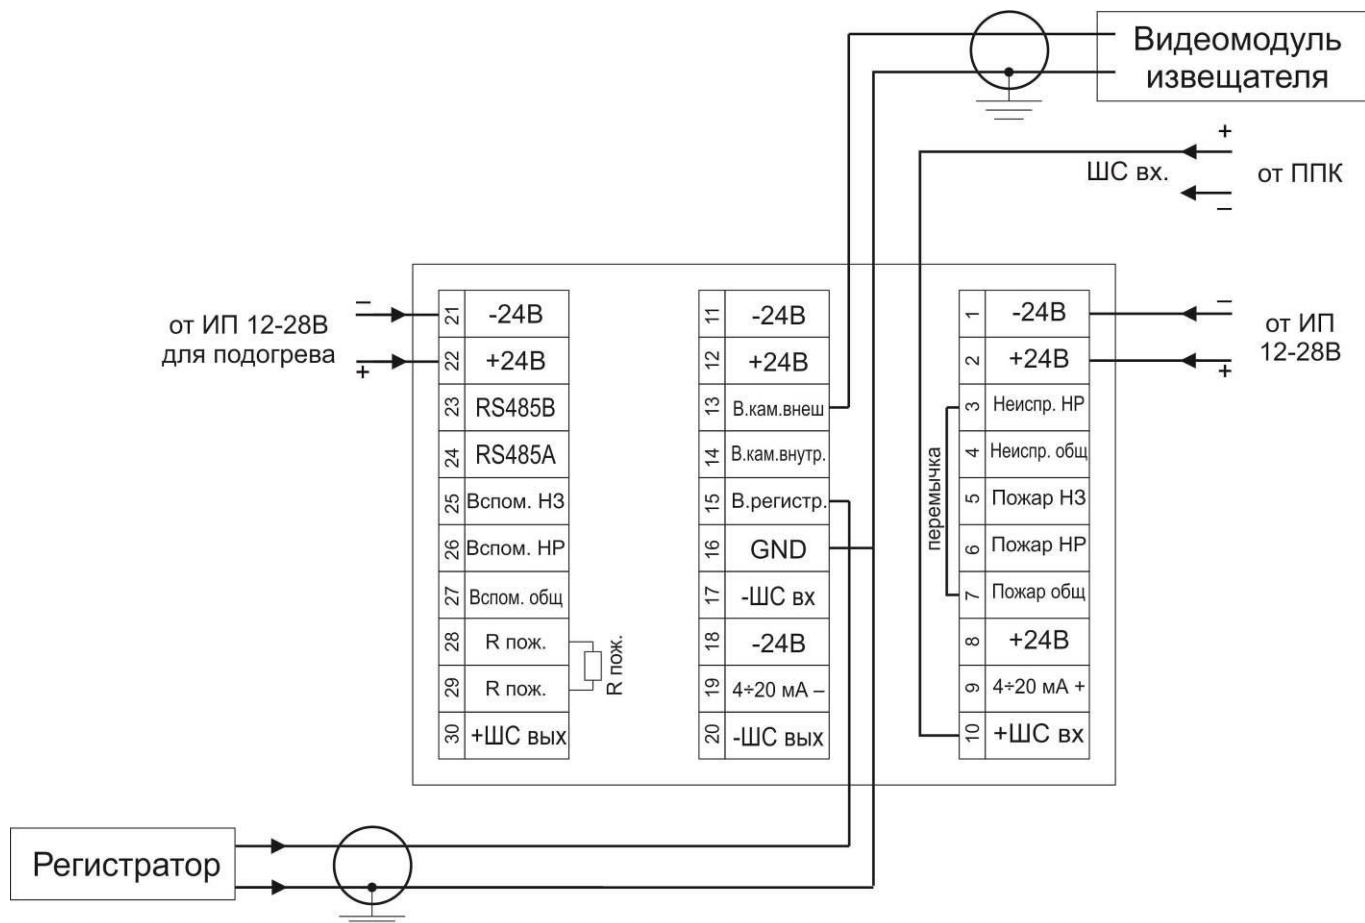 Видеомодуль
извещателя
+
ШС вх.
от ППК
–
от ИП 12-28В
для подогрева
–
+
21 -24В
22 +24В
23 RS485B
24 RS485A
25 Вспом. НЗ
26 Вспом. НР
27 Вспом. общ
28 R пож.
29 R пож.
30 +ШС вых
R пож.
11 -24В
12 +24В
13 В.кам.внеш
14 В.кам.внутр.
15 В.регистр.
16 GND
17 -ШС вх
18 -24В
19 4÷20 мА –
20 -ШС вых
перемычка
1 -24В
2 +24В
3 Неиспр. НР
4 Неиспр. общ
5 Пожар НЗ
6 Пожар НР
7 Пожар общ
8 +24В
9 4÷20 мА +
10 +ШС вх
–
от ИП
12-28В
+
Регистратор